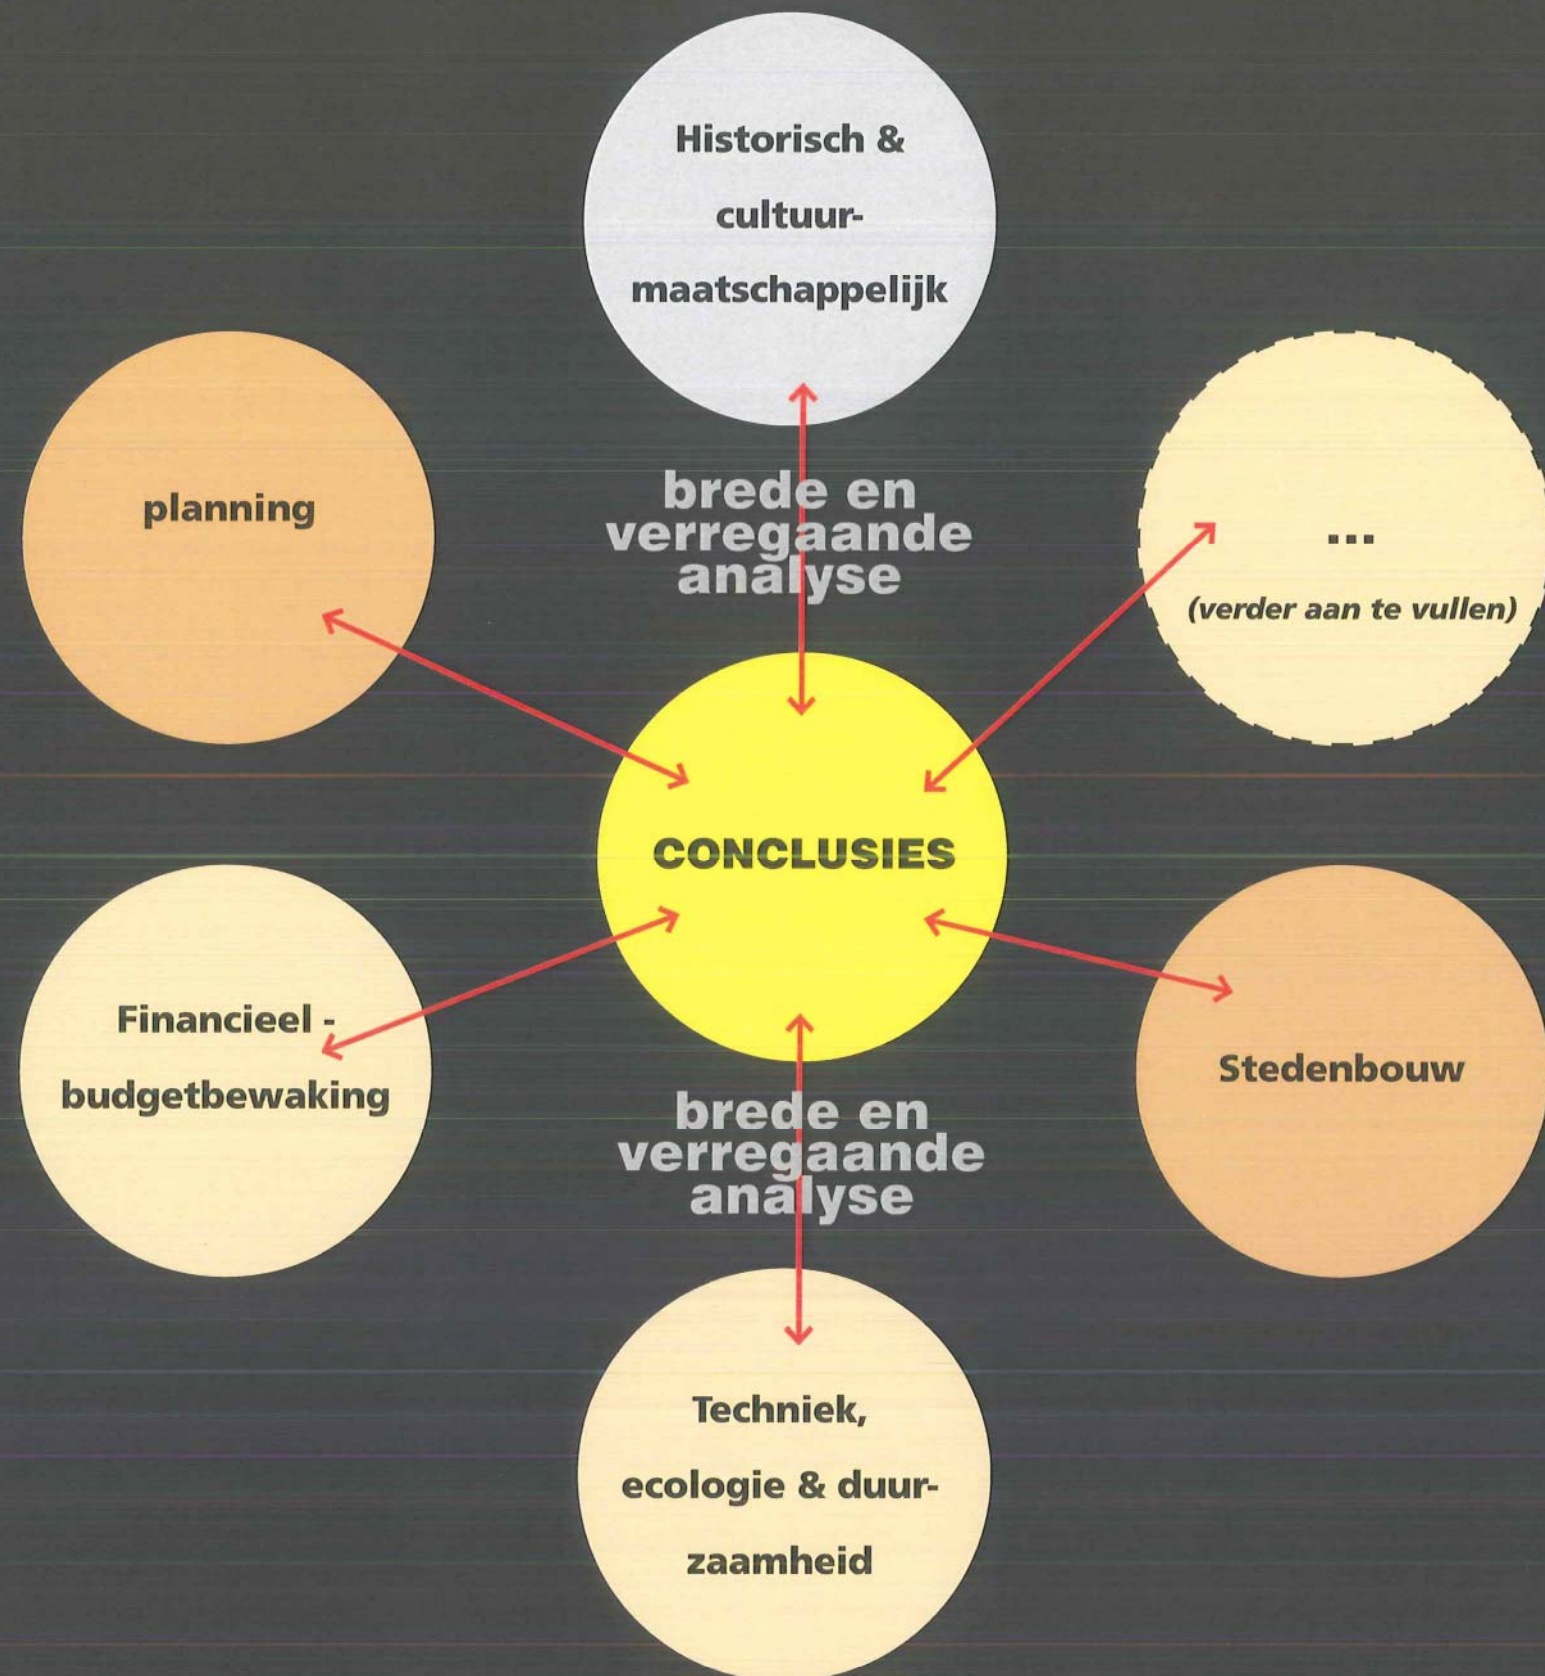 Historisch &
cultuur-
maatschappelijk
planning
brede en
verregaande
analyse
...
(verder aan te vullen)
CONCLUSIES
Financieel -
budgetbewaking
Stedenbouw
brede en
verregaande
analyse
Techniek,
ecologie & duur-
zaamheid